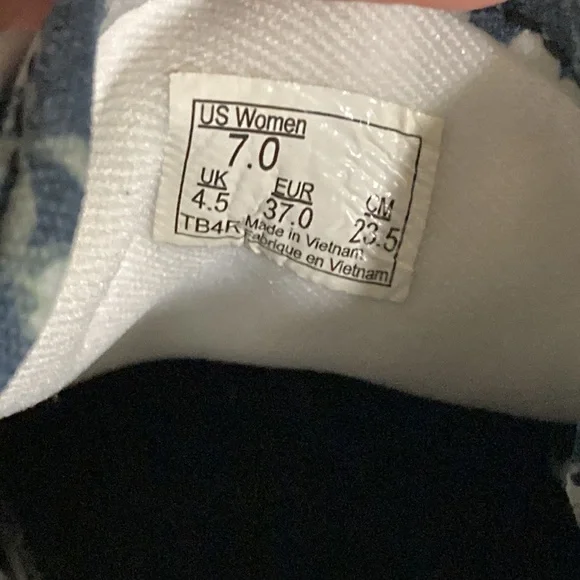 US Women
7.0
UK EUR CM
4.5 37.0 23.5
TB4R Made in Vietnam
Fabrique en Vietnam